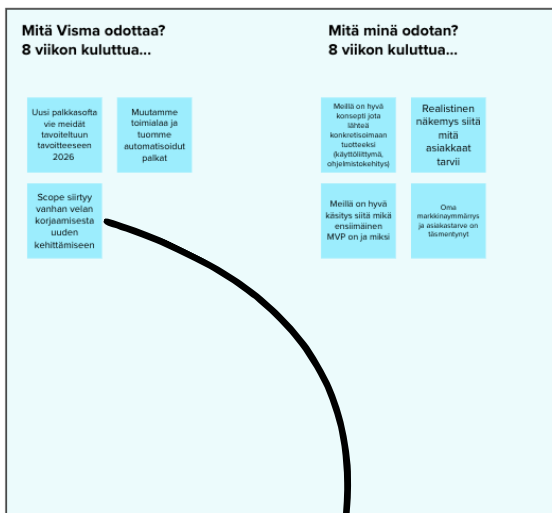 Mitä Visma odottaa?
8 viikon kuluttua...
Mitä minä odotan?
8 viikon kuluttua...
Uusi palkkasofta
vie meidät
tavoiteltuun
tavoitteeseen
2026
Muutamme
toimialaa ja
tuomme
automatisoidut
palkat
Meillä on hyvä
konsepti jota
lähteä
konkretisoimaan
tuotteeksi
(käyttöliittymä,
ohjelmistokehitys)
Realistinen
näkemys siitä
mitä
asiakkaat
tarvii
Scope siirtyy
vanhan velan
korjaamisesta
uuden
kehittämiseen
Meillä on hyvä
käsitys siitä mikä
ensiimäinen
MVP on ja miksi
Oma
markkinaymmärrys
ja asiakastarve on
täsmentynyt